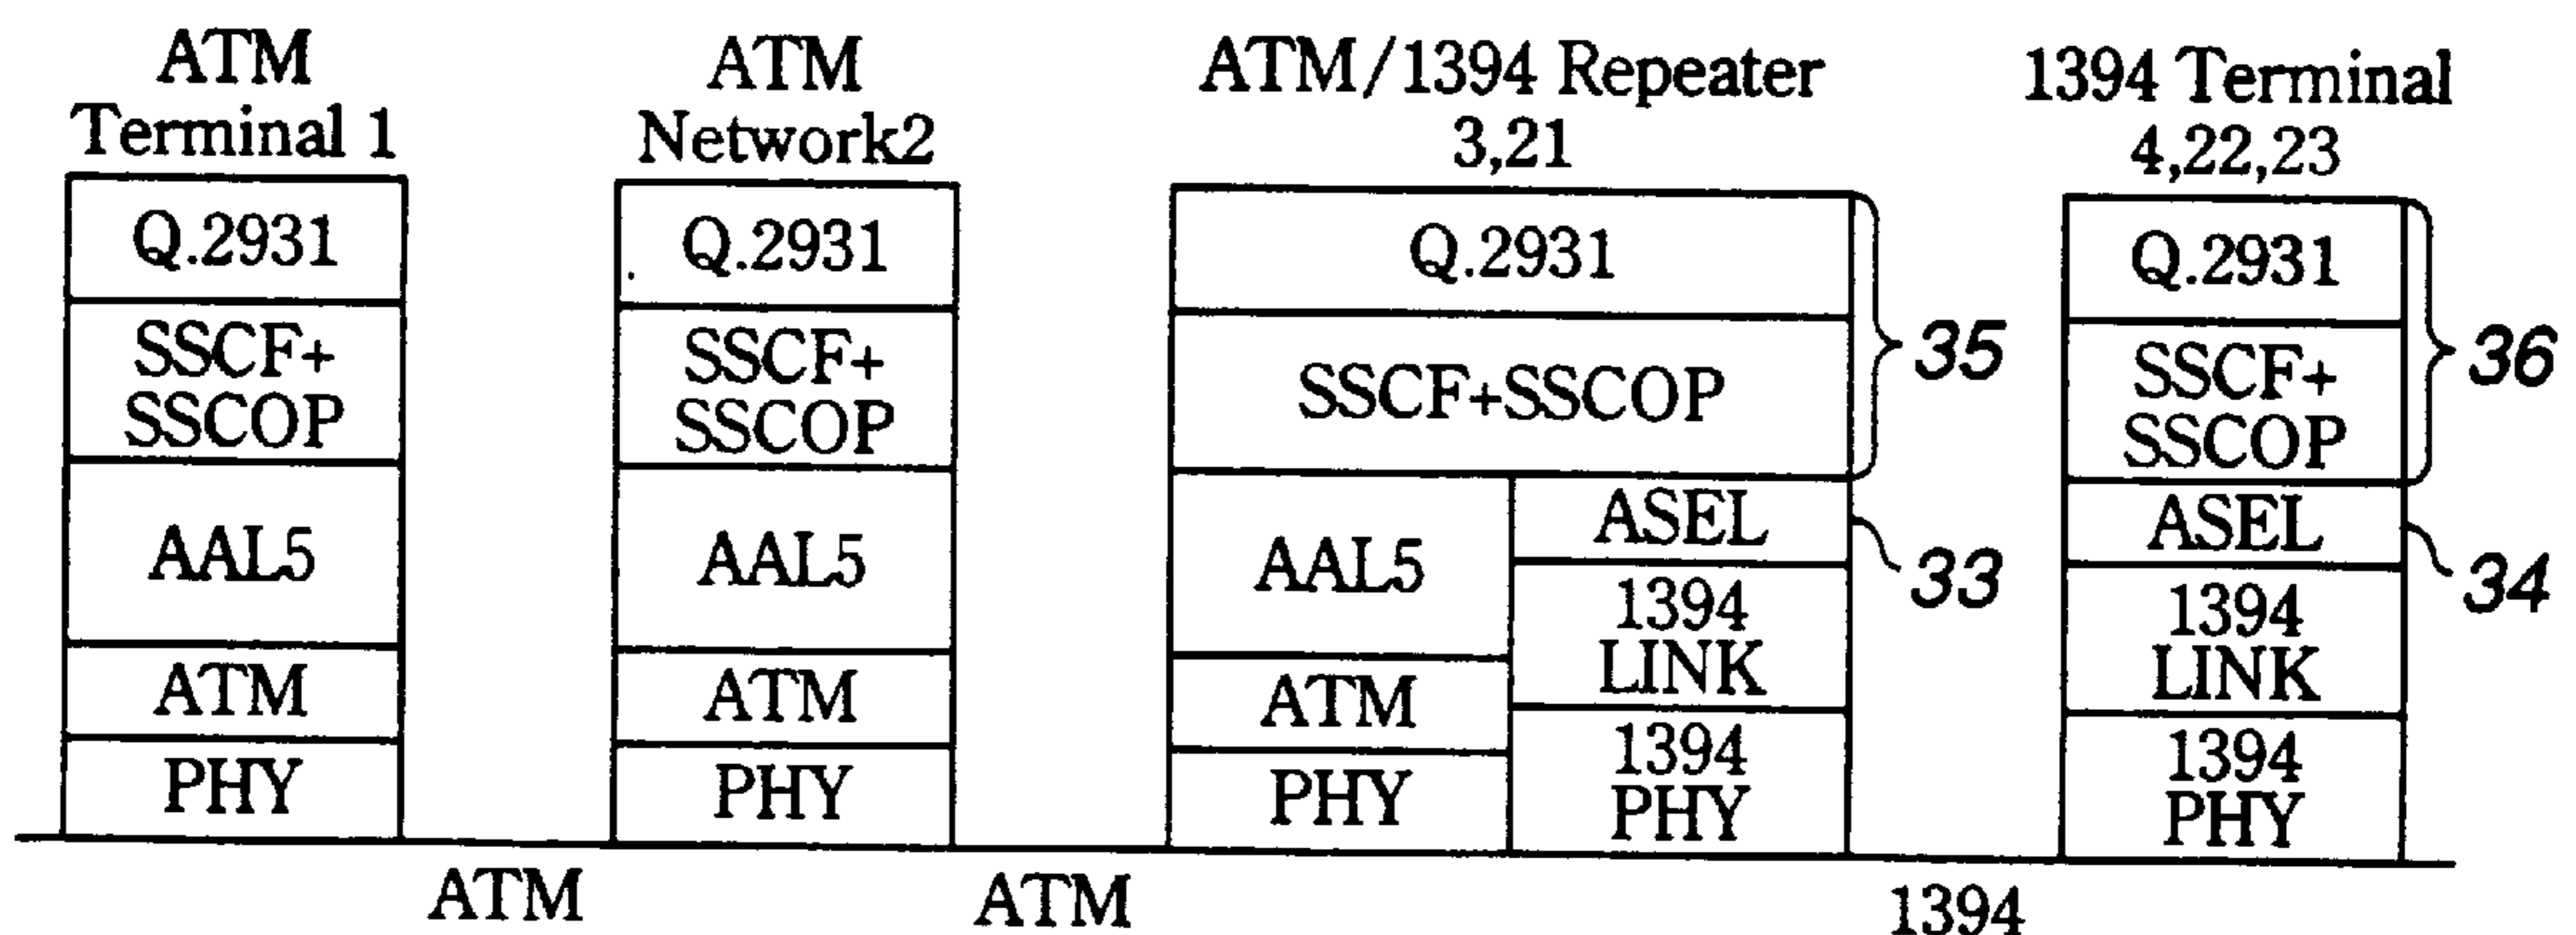 ATM
Terminal 1
Q.2931
SSCF+
SSCOP
AAL5
ATM
PHY
ATM
Network2
Q.2931
SSCF+
SSCOP
AAL5
ATM
PHY
ATM/1394 Repeater
3,21
Q.2931
SSCF+SSCOP
AAL5
ATM
PHY
ASEL
1394
LINK
1394
PHY
35
33
1394 Terminal
4,22,23
Q.2931
SSCF+
SSCOP
ASEL
1394
LINK
1394
PHY
36
34
ATM
ATM
1394